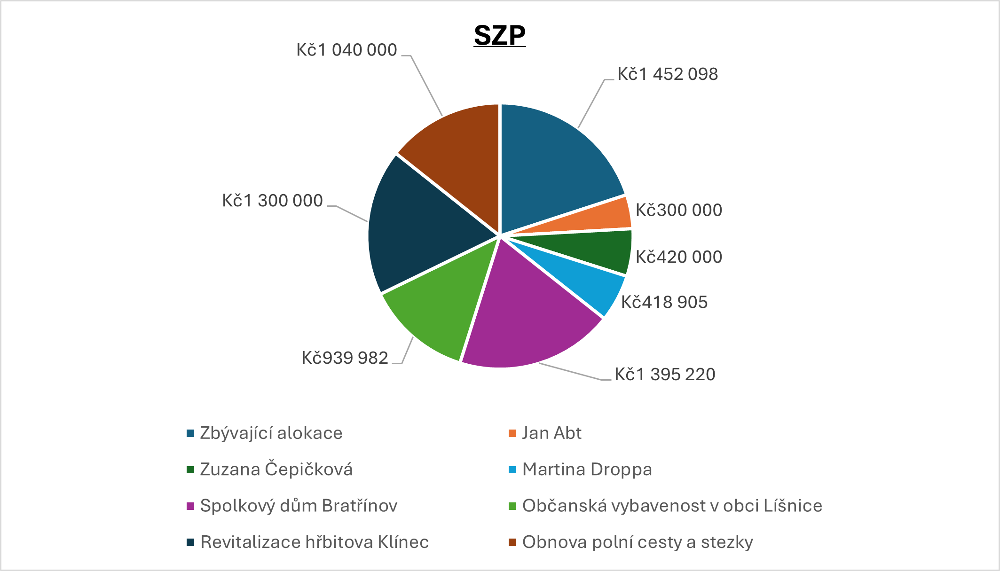 SZP
Kč1 040 000
Kč1 452 098
Kč1 300 000
Kč300 000
Kč420 000
Kč418 905
Kč939 982
Kč1 395 220
Zbývající alokace
Jan Abt
Zuzana Čepičková
Martina Droppa
Spolkový dům Bratřínov
Občanská vybavenost v obci Líšnice
Revitalizace hřbitova Klínec
Obnova polní cesty a stezky